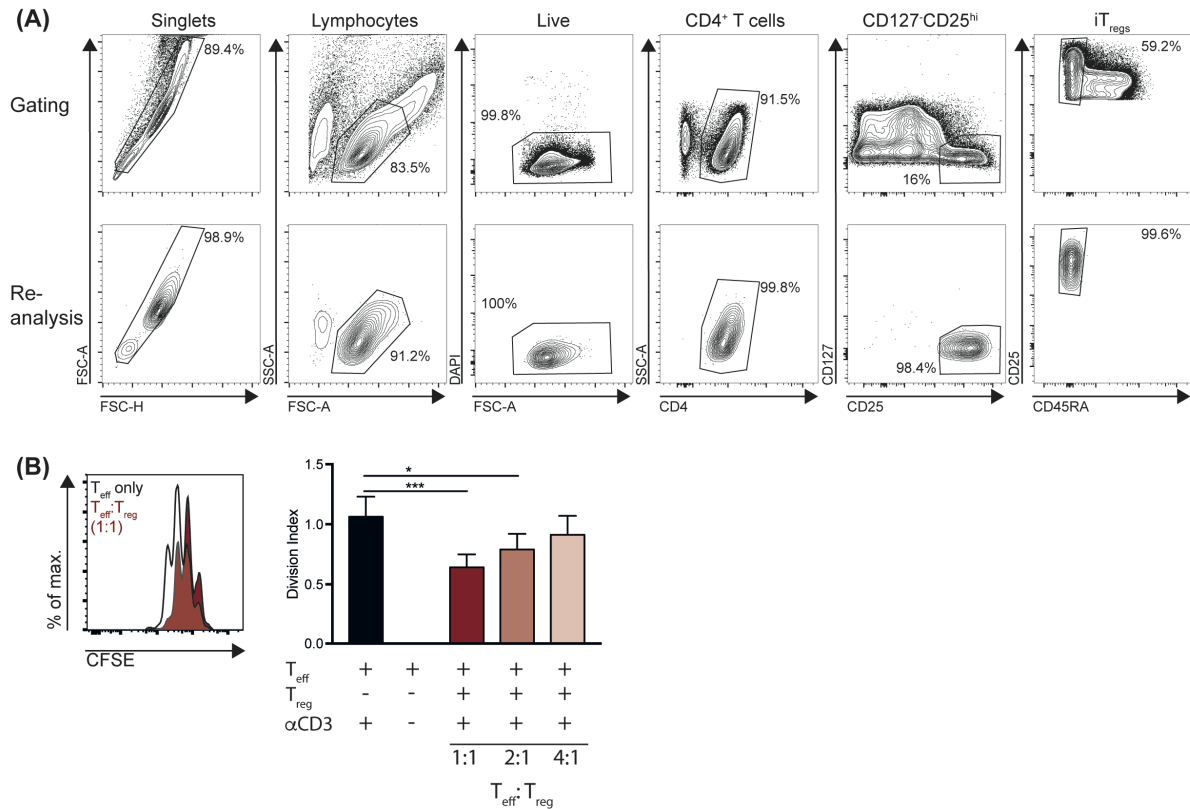 (A)
Singlets
Lymphocytes
Live
CD4⁺ T cells
CD127⁻CD25ʰⁱ
iTregs
Gating
89.4%
83.5%
99.8%
91.5%
16%
59.2%
Re-
analysis
98.9%
91.2%
100%
99.8%
98.4%
99.6%
FSC-A
SSC-A
DAPI
SSC-A
CD127
CD25
FSC-H
FSC-A
FSC-A
CD4
CD25
CD45RA
(B)
Teff only
Teff:Treg
(1:1)
% of max.
CFSE
Division Index
1.5
1.0
0.5
0.0
*
***
Teff + + + + +
Treg - - + + +
αCD3 + - + + +
1:1 2:1 4:1
Teff:Treg